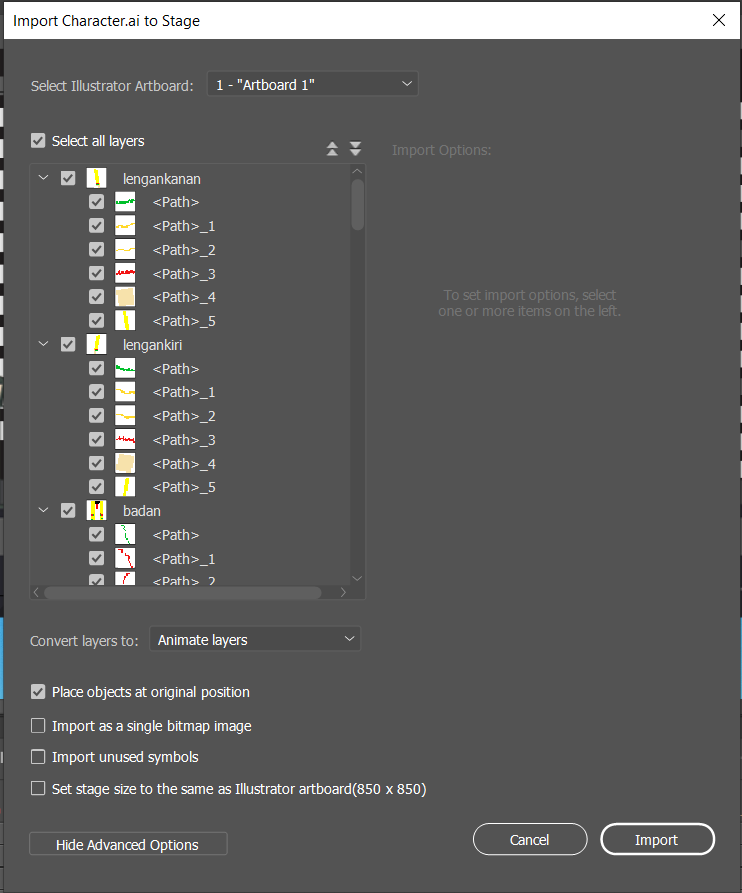 Import Character.ai to Stage
Select Illustrator Artboard: 1 - "Artboard 1"
Select all layers
Import Options:
lengankanan
<Path>
<Path>_1
<Path>_2
<Path>_3
<Path>_4
<Path>_5
lengankiri
<Path>
<Path>_1
<Path>_2
<Path>_3
<Path>_4
<Path>_5
badan
<Path>
<Path>_1
<Path>_2
To set import options, select
one or more items on the left.
Convert layers to: Animate layers
Place objects at original position
Import as a single bitmap image
Import unused symbols
Set stage size to the same as Illustrator artboard(850 x 850)
Hide Advanced Options
Cancel
Import